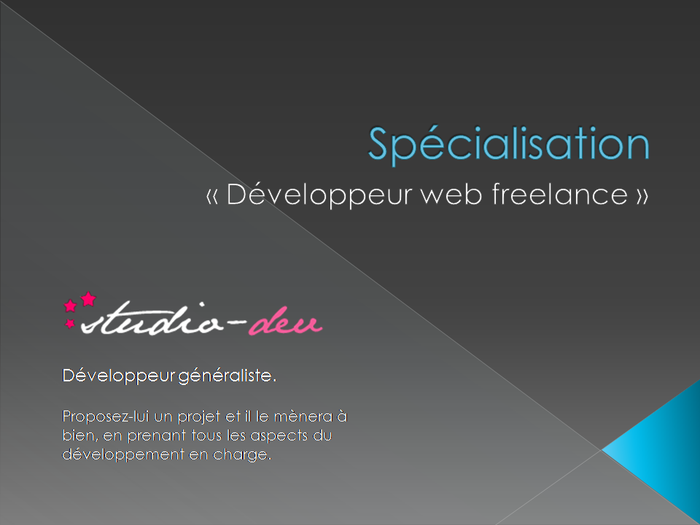 Spécialisation
« Développeur web freelance »
studio-dev
Développeur généraliste.
Proposez-lui un projet et il le mènera à
bien, en prenant tous les aspects du
développement en charge.